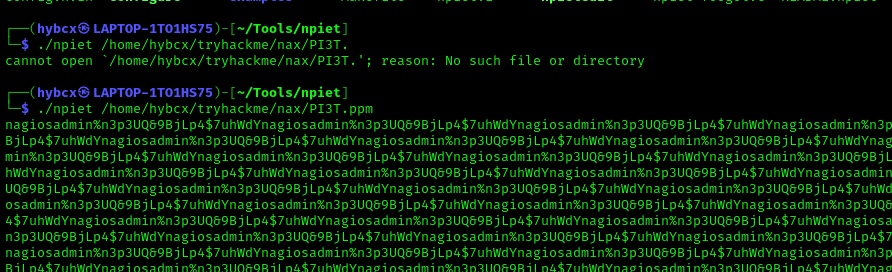 ┌──(hybcx㉿LAPTOP-1TO1HS75)-[~/Tools/npiet]
└─$ ./npiet /home/hybcx/tryhackme/nax/PI3T.
cannot open `/home/hybcx/tryhackme/nax/PI3T.'; reason: No such file or directory
┌──(hybcx㉿LAPTOP-1TO1HS75)-[~/Tools/npiet]
└─$ ./npiet /home/hybcx/tryhackme/nax/PI3T.ppm
nagiosadmin%n3p3UQ&9BjLp4$7uhWdYnagiosadmin%n3p3UQ&9BjLp4$7uhWdYnagiosadmin%n3p3UQ&9BjLp4$7uhWdYnagiosadmin%n3p
BjLp4$7uhWdYnagiosadmin%n3p3UQ&9BjLp4$7uhWdYnagiosadmin%n3p3UQ&9BjLp4$7uhWdYnagiosadmin%n3p3UQ&9BjLp4$7uhWdYnag
min%n3p3UQ&9BjLp4$7uhWdYnagiosadmin%n3p3UQ&9BjLp4$7uhWdYnagiosadmin%n3p3UQ&9BjLp4$7uhWdYnagiosadmin%n3p3UQ&9BjL
hWdYnagiosadmin%n3p3UQ&9BjLp4$7uhWdYnagiosadmin%n3p3UQ&9BjLp4$7uhWdYnagiosadmin%n3p3UQ&9BjLp4$7uhWdYnagiosadmin
UQ&9BjLp4$7uhWdYnagiosadmin%n3p3UQ&9BjLp4$7uhWdYnagiosadmin%n3p3UQ&9BjLp4$7uhWdYnagiosadmin%n3p3UQ&9BjLp4$7uhWd
osadmin%n3p3UQ&9BjLp4$7uhWdYnagiosadmin%n3p3UQ&9BjLp4$7uhWdYnagiosadmin%n3p3UQ&9BjLp4$7uhWdYnagiosadmin%n3p3UQ&
4$7uhWdYnagiosadmin%n3p3UQ&9BjLp4$7uhWdYnagiosadmin%n3p3UQ&9BjLp4$7uhWdYnagiosadmin%n3p3UQ&9BjLp4$7uhWdYnagiosa
n3p3UQ&9BjLp4$7uhWdYnagiosadmin%n3p3UQ&9BjLp4$7uhWdYnagiosadmin%n3p3UQ&9BjLp4$7uhWdYnagiosadmin%n3p3UQ&9BjLp4$7
nagiosadmin%n3p3UQ&9BjLp4$7uhWdYnagiosadmin%n3p3UQ&9BjLp4$7uhWdYnagiosadmin%n3p3UQ&9BjLp4$7uhWdYnagiosadmin%n3p